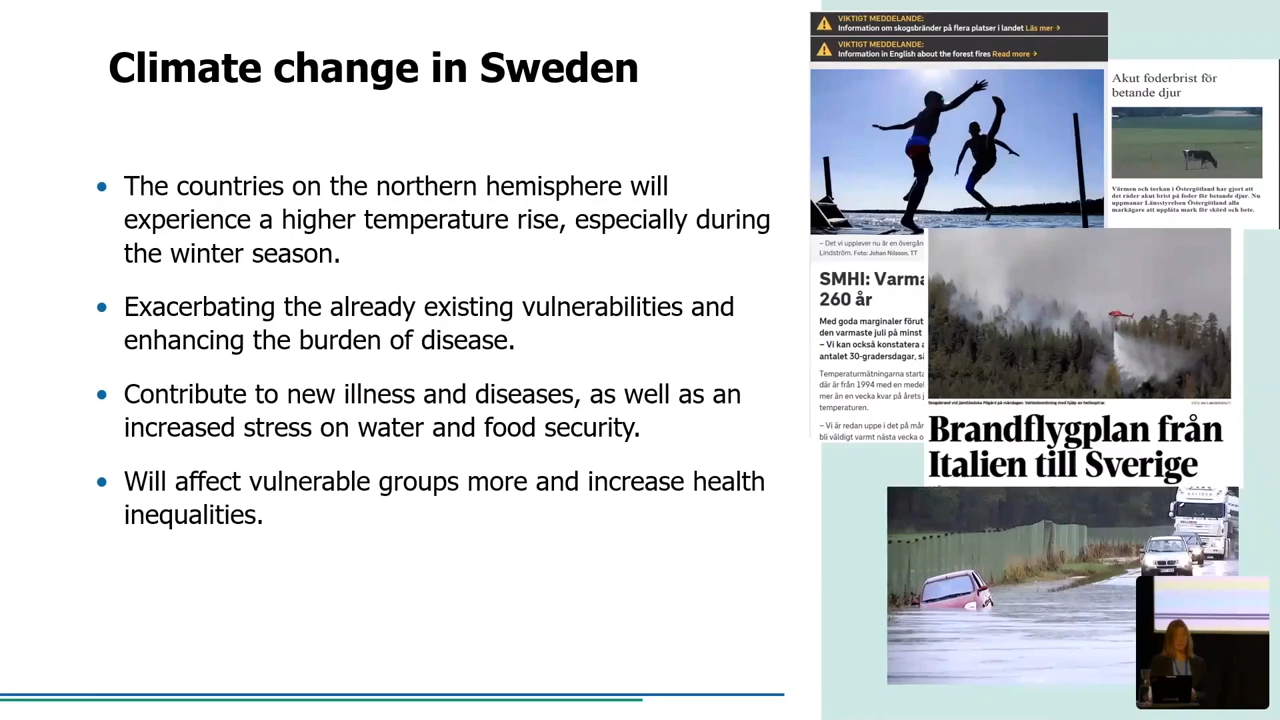 Climate change in Sweden
The countries on the northern hemisphere will
experience a higher temperature rise, especially during
the winter season.
Exacerbating the already existing vulnerabilities and
enhancing the burden of disease.
Contribute to new illness and diseases, as well as an
increased stress on water and food security.
Will affect vulnerable groups more and increase health
inequalities.
VIKTIGT MEDDELANDE:
Information om skogsbränder på flera platser i landet Läs mer
VIKTIGT MEDDELANDE:
Information in English about the forest fires Read more
– Det vi upplever nu är en övergån
Lindström. Foto: Johan Nilsson, TT
SMHI: Varma
260 år
Med goda marginaler förut
den varmaste juli på minst
– Vi kan också konstatera a
antalet 30-gradersdagar, sä
Temperaturmätningarna starta
där är från 1994 med en medel
mer än en vecka kvar på årets j
temperaturen.
– Vi är redan uppe i det på mår
bli väldigt varmt nästa vecka o
Akut foderbrist för
betande djur
Värmen och torkan i Östergötland har gjort att
det råder akut brist på foder för betande djur. Nu
uppmanar Länsstyrelsen Östergötland alla
markägare att upplåta mark för skörd och bete.
Brandflygplan från
Italien till Sverige